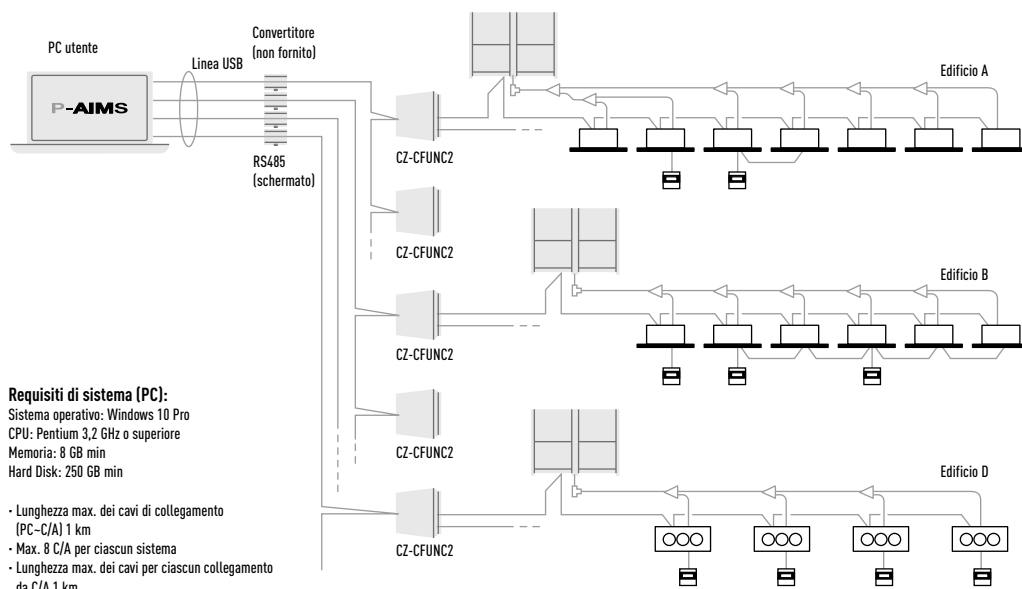 PC utente
Linea USB
Convertitore
(non fornito)
P-AIMS
RS485
(schermato)
CZ-CFUNC2
Edificio A
CZ-CFUNC2
CZ-CFUNC2
Edificio B
CZ-CFUNC2
CZ-CFUNC2
Edificio D
Requisiti di sistema (PC):
Sistema operativo: Windows 10 Pro
CPU: Pentium 3,2 GHz o superiore
Memoria: 8 GB min
Hard Disk: 250 GB min
· Lunghezza max. dei cavi di collegamento
(PC~C/A) 1 km
· Max. 8 C/A per ciascun sistema
· Lunghezza max. dei cavi per ciascun collegamento
da C/A 1 km